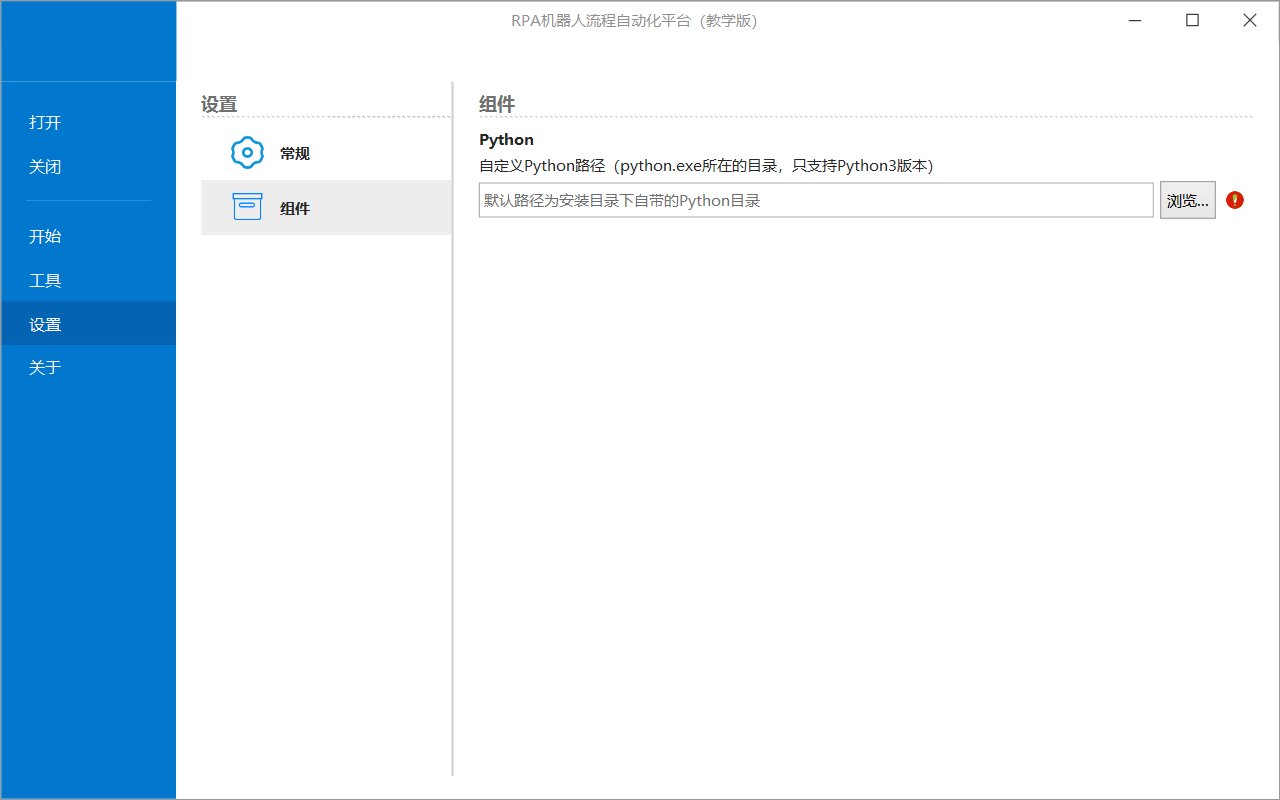 RPA机器人流程自动化平台（教学版）
打开
关闭
开始
工具
设置
关于
设置
常规
组件
组件
Python
自定义Python路径（python.exe所在的目录，只支持Python3版本）
默认路径为安装目录下自带的Python目录
浏览...